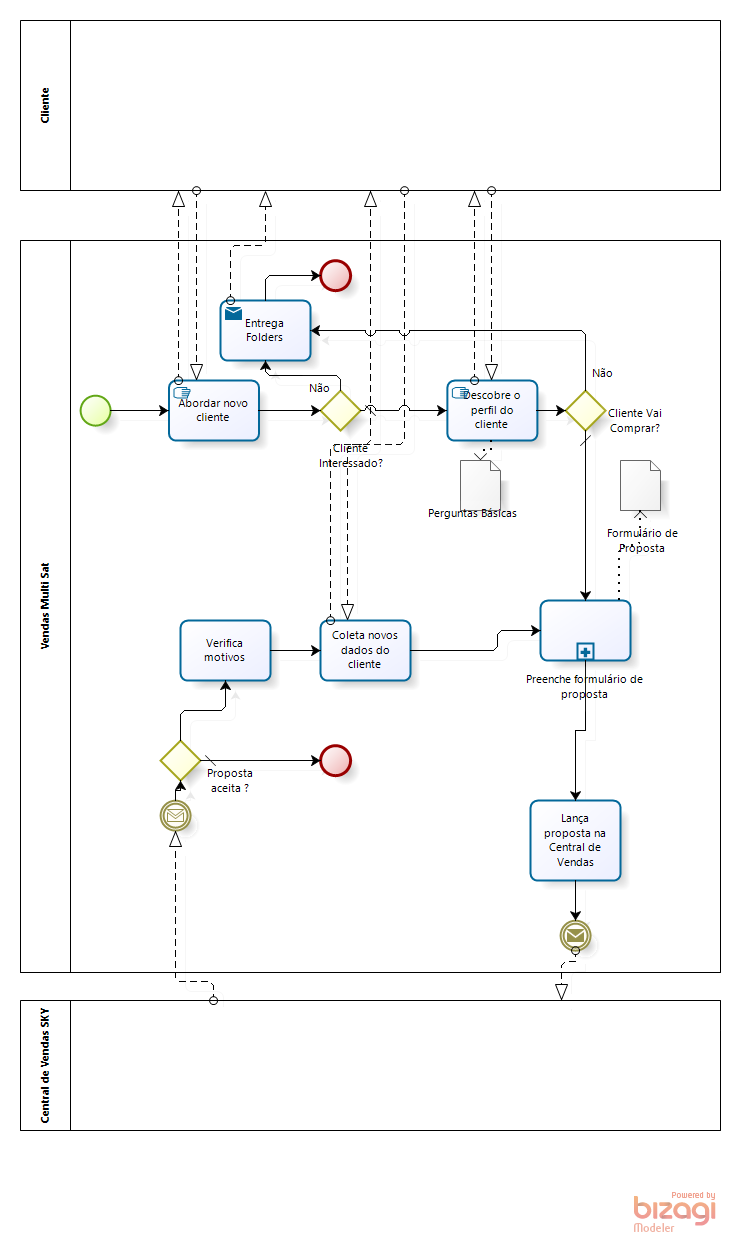 Cliente
Vendas Multi Sat
Entrega
Folders
Não
Abordar novo
cliente
Cliente
Interessado?
Descobre o
perfil do
cliente
Não
Cliente Vai
Comprar?
Perguntas Básicas
Formulário de
Proposta
Verifica
motivos
Coleta novos
dados do
cliente
Preenche formulário de
proposta
Proposta
aceita ?
Lança
proposta na
Central de
Vendas
Central de Vendas SKY
Powered by
bizagi
Modeler